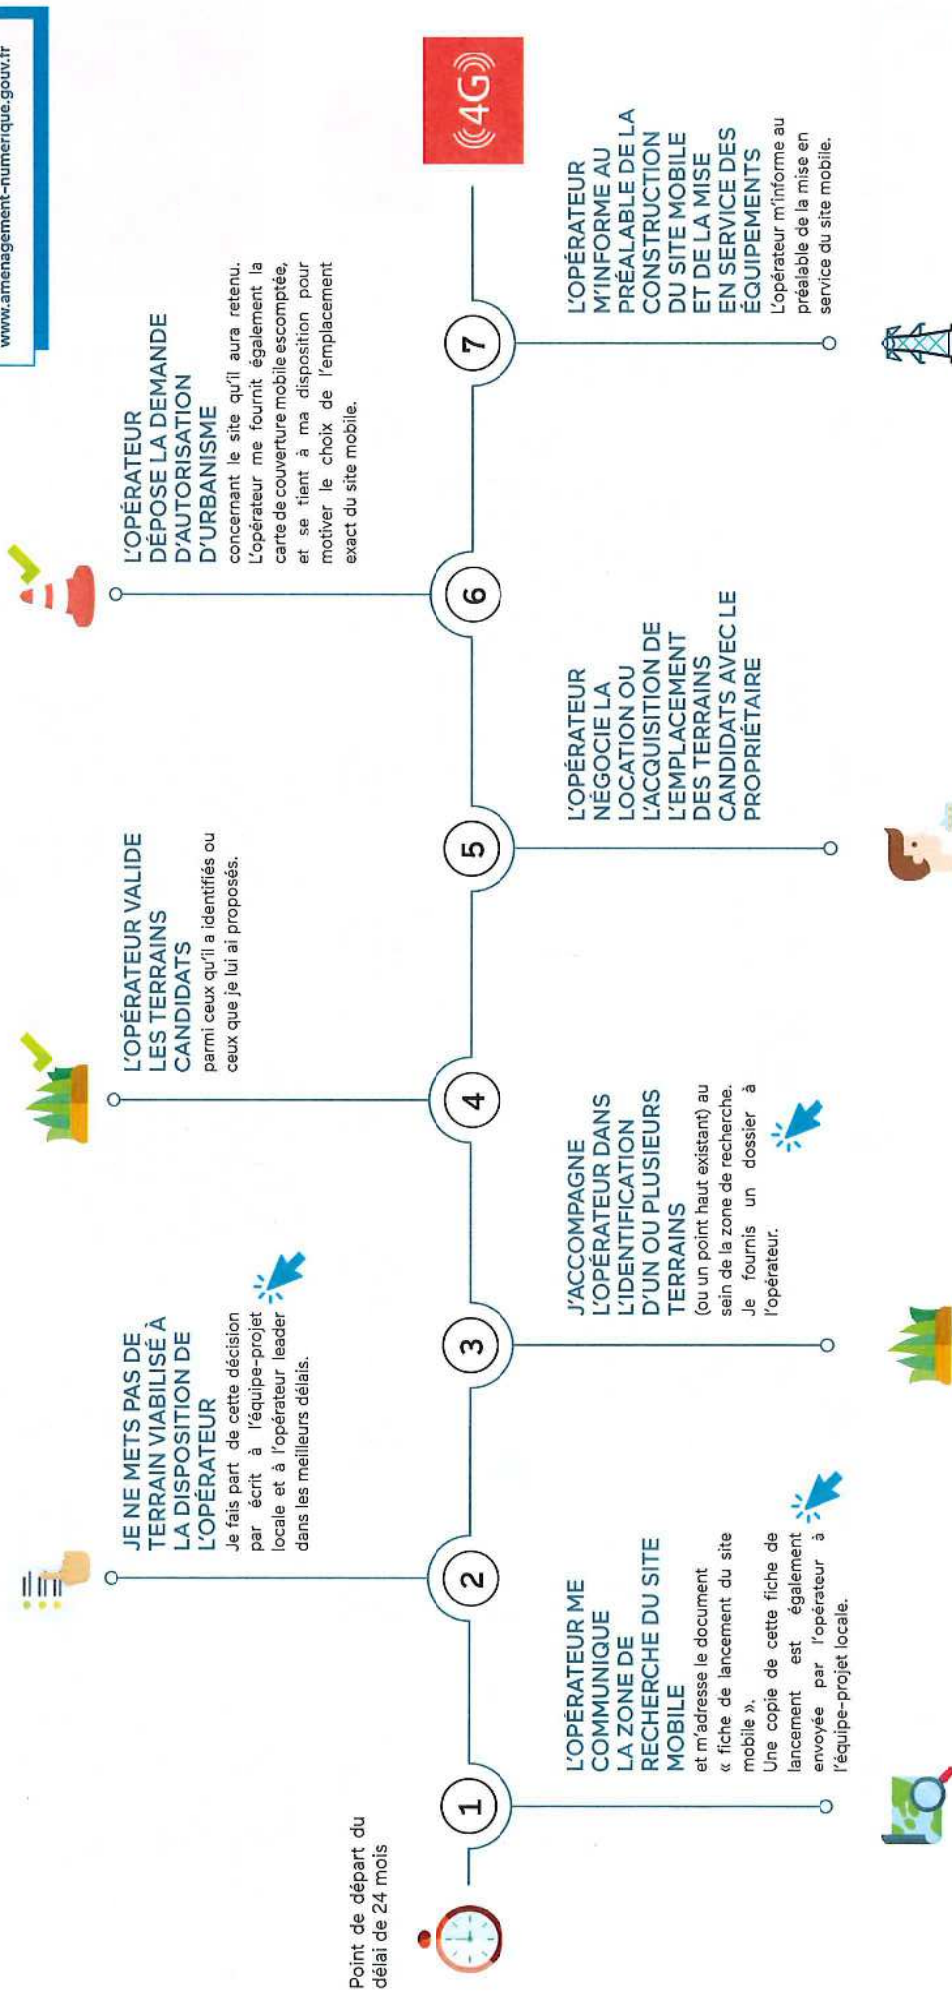 www.amenagement-numerique.gouv.fr
Point de départ du
délai de 24 mois
1
L'OPÉRATEUR ME
COMMUNIQUE
LA ZONE DE
RECHERCHE DU SITE
MOBILE
et m'adresse le document
« fiche de lancement du site
mobile ».
Une copie de cette fiche de
lancement est également
envoyée par l'opérateur à
l'équipe-projet locale.
2
JE NE METS PAS DE
TERRAIN VIABILISÉ À
LA DISPOSITION DE
L'OPÉRATEUR
Je fais part de cette décision
par écrit à l'équipe-projet
locale et à l'opérateur leader
dans les meilleurs délais.
3
J'ACCOMPAGNE
L'OPÉRATEUR DANS
L'IDENTIFICATION
D'UN OU PLUSIEURS
TERRAINS
(ou un point haut existant) au
sein de la zone de recherche.
Je fournis un dossier à
l'opérateur.
4
L'OPÉRATEUR VALIDE
LES TERRAINS
CANDIDATS
parmi ceux qu'il a identifiés ou
ceux que je lui ai proposés.
5
L'OPÉRATEUR
NÉGOCIE LA
LOCATION OU
L'ACQUISITION DE
L'EMPLACEMENT
DES TERRAINS
CANDIDATS AVEC LE
PROPRIÉTAIRE
6
L'OPÉRATEUR
DÉPOSE LA DEMANDE
D'AUTORISATION
D'URBANISME
concernant le site qu'il aura retenu.
L'opérateur me fournit également la
carte de couverture mobile escomptée,
et se tient à ma disposition pour
motiver le choix de l'emplacement
exact du site mobile.
7
L'OPÉRATEUR
M'INFORME AU
PRÉALABLE DE LA
CONSTRUCTION
DU SITE MOBILE
ET DE LA MISE
EN SERVICE DES
ÉQUIPEMENTS
L'opérateur m'informe au
préalable de la mise en
service du site mobile.
4G